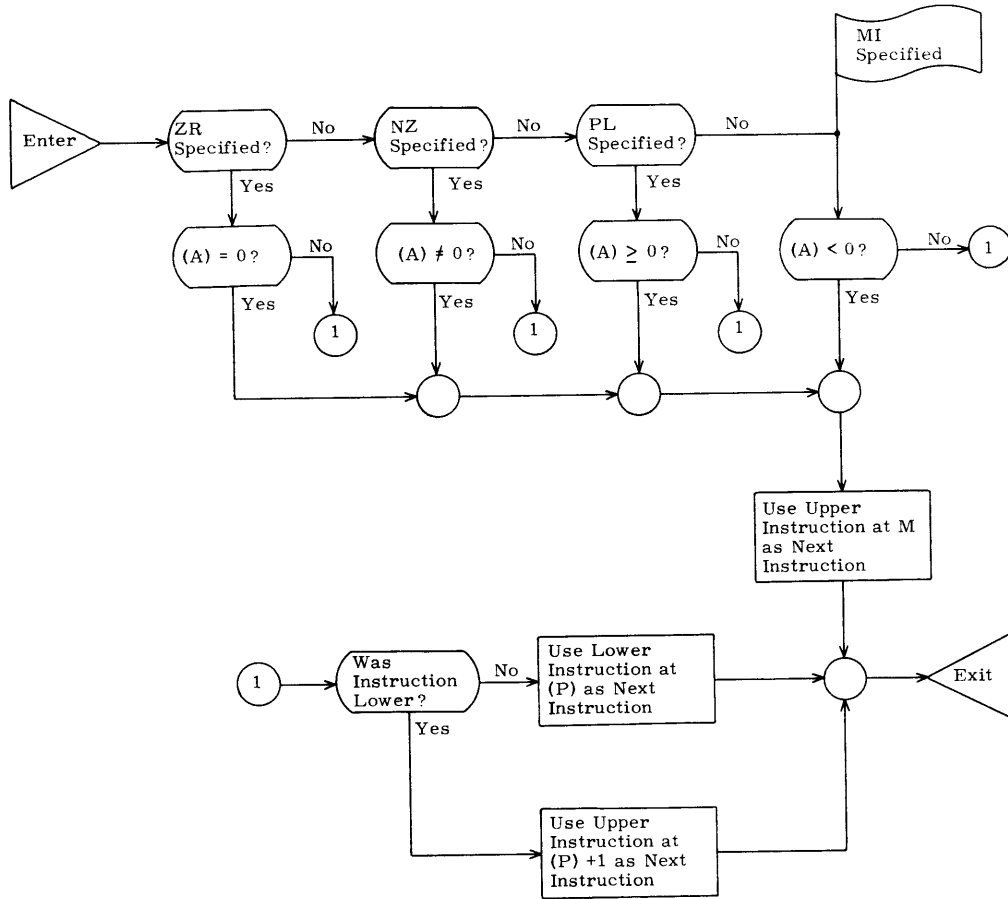 MI
Specified
Enter
ZR
Specified?
No
NZ
Specified?
No
PL
Specified?
No
Yes
Yes
Yes
(A) = 0?
No
(A) ≠ 0?
No
(A) ≥ 0?
No
(A) < 0?
No
1
Yes
Yes
Yes
Yes
1
1
1
Use Upper
Instruction at M
as Next
Instruction
1
Was
Instruction
Lower?
No
Use Lower
Instruction at
(P) as Next
Instruction
Exit
Yes
Use Upper
Instruction at
(P) +1 as Next
Instruction